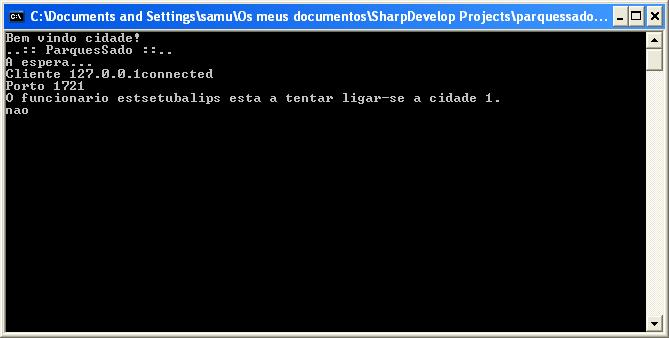 C:\Documents and Settings\samu\Os meus documentos\SharpDevelop Projects\parquessado...
Bem vindo cidade!
..:: ParquesSado ::..
A espera...
Cliente 127.0.0.1connected
Porto 1721
O funcionario estsetubalips esta a tentar ligar-se a cidade 1.
nao